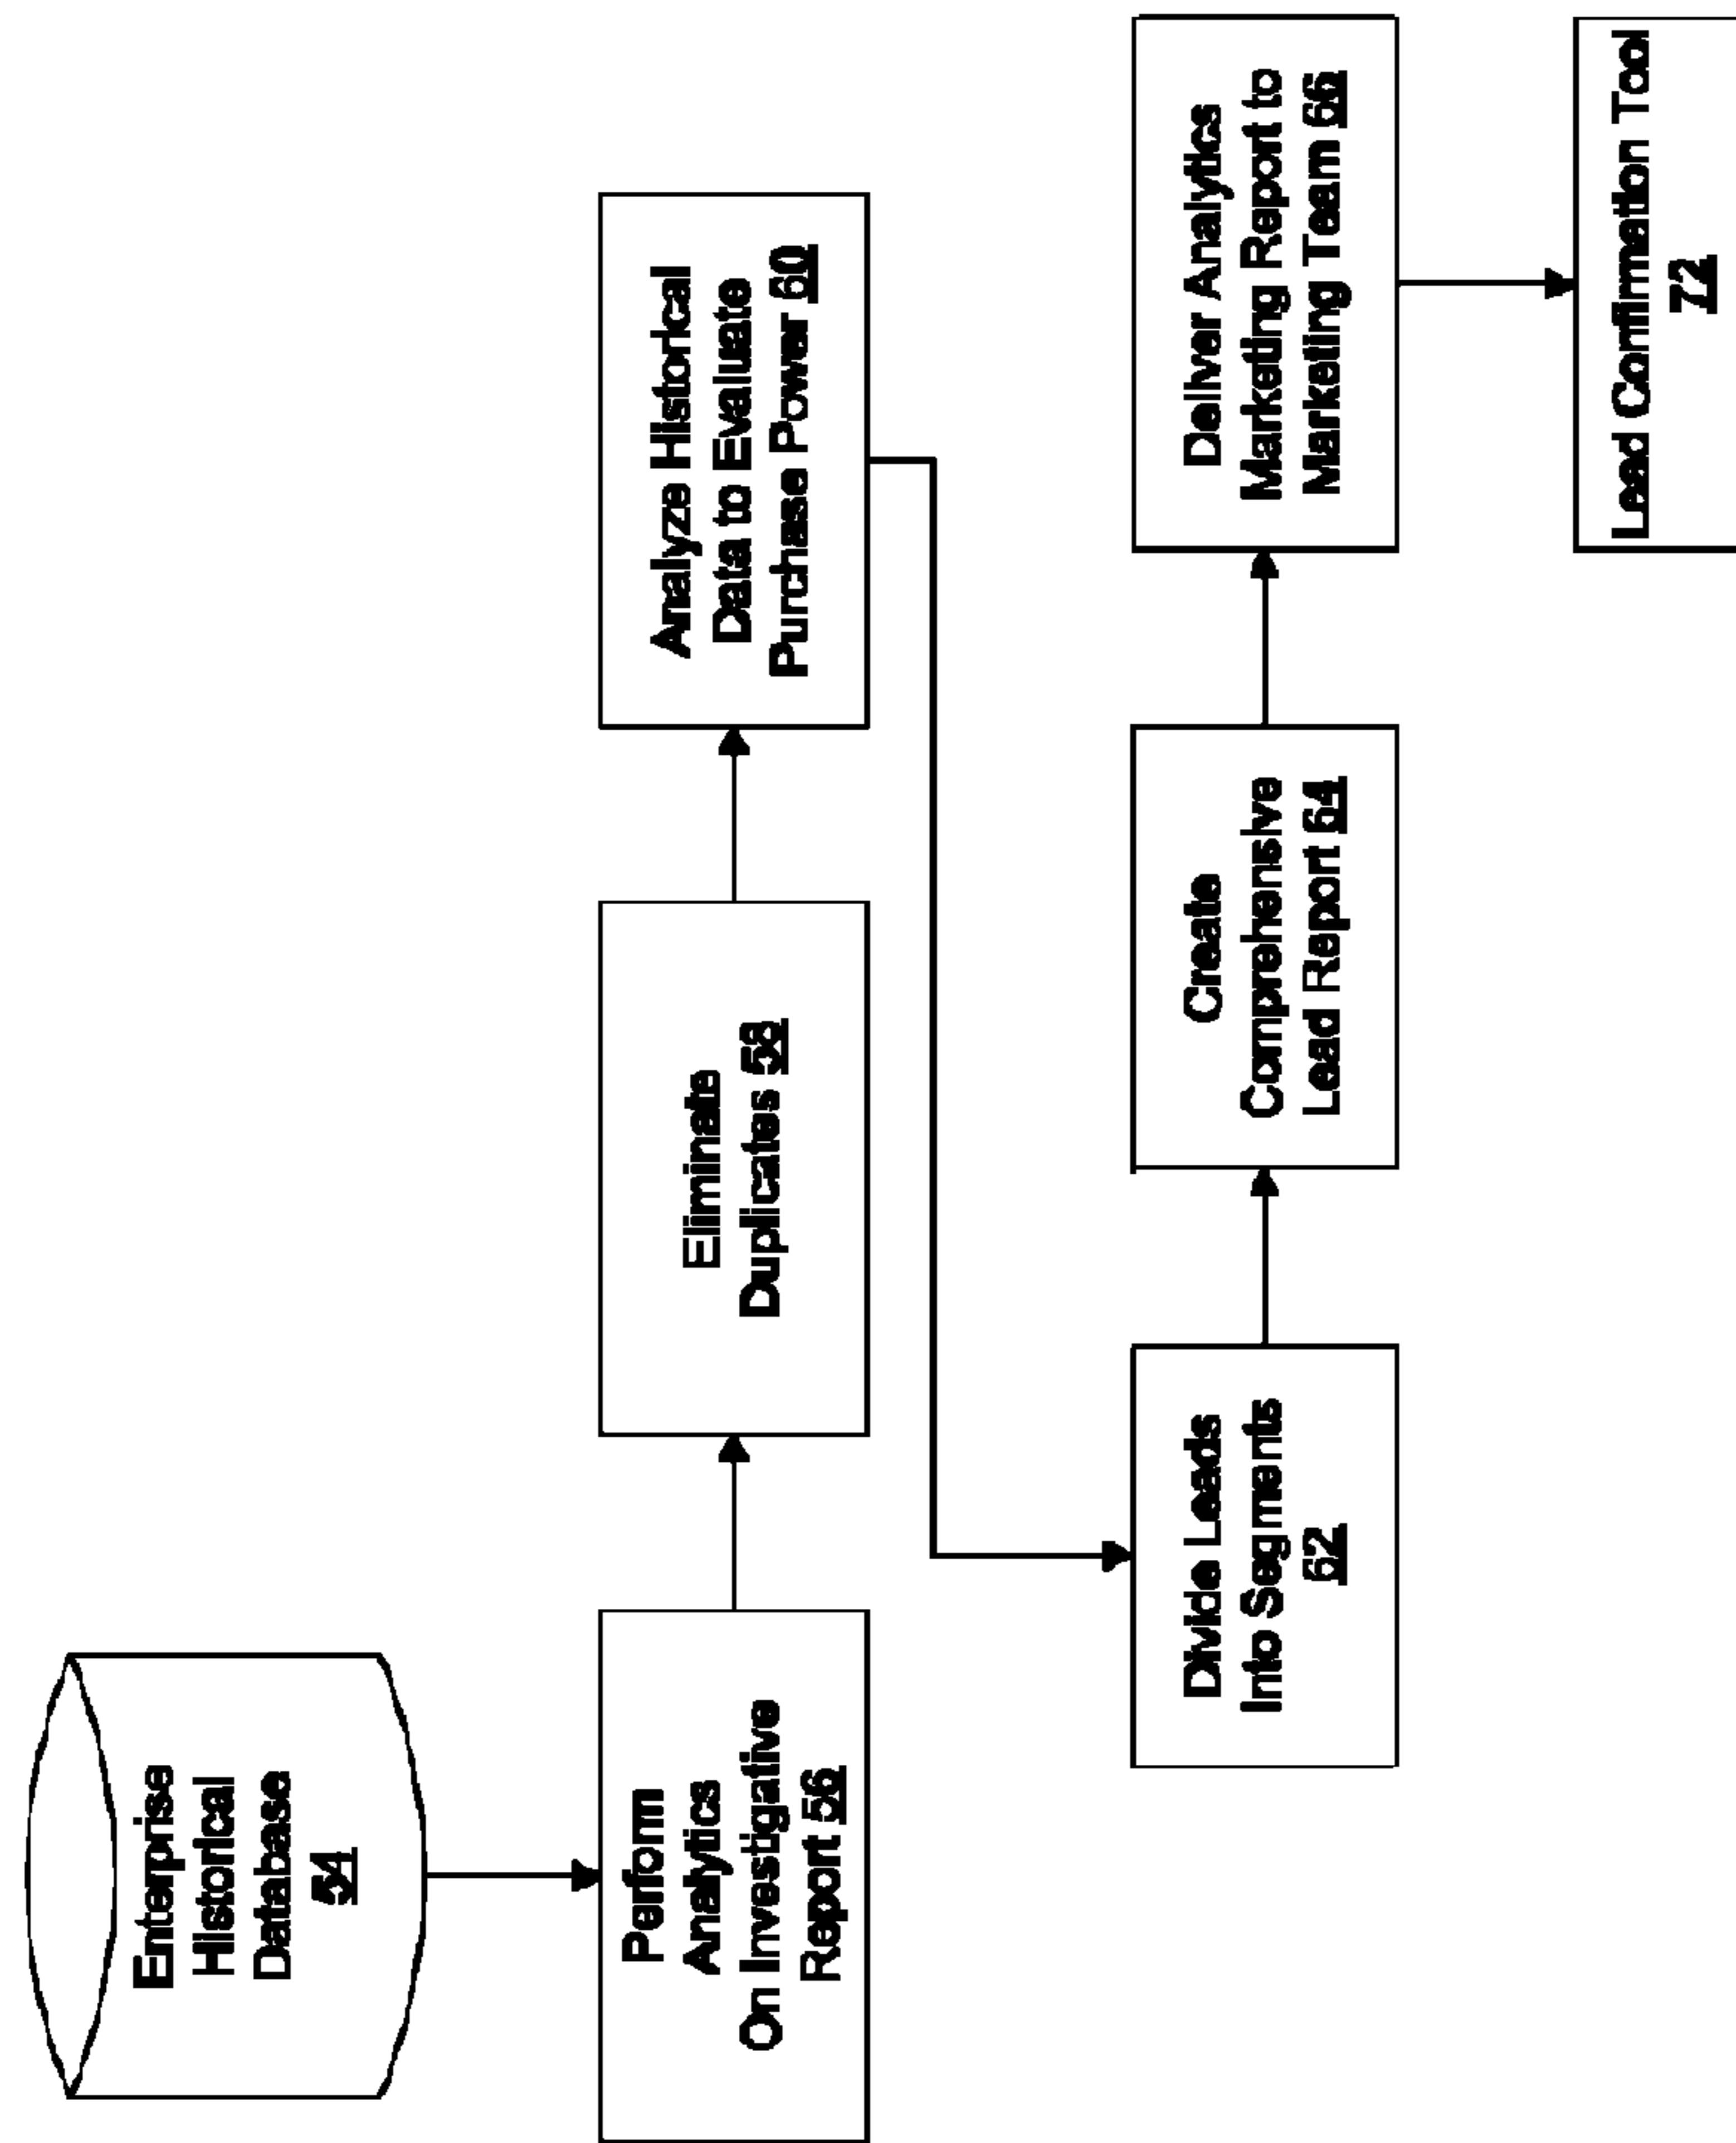 Enterprise
Historical
Database
54
Perform
Analytics
On Investigative
Report 56
Eliminate
Duplicates 58
Analyze Historical
Data to Evaluate
Purchase Power 60
Divide Leads
Into Segments
62
Create
Comprehensive
Lead Report 64
Deliver Analytics
Marketing Report to
Marketing Team 66
Lead Confirmation Tool
72